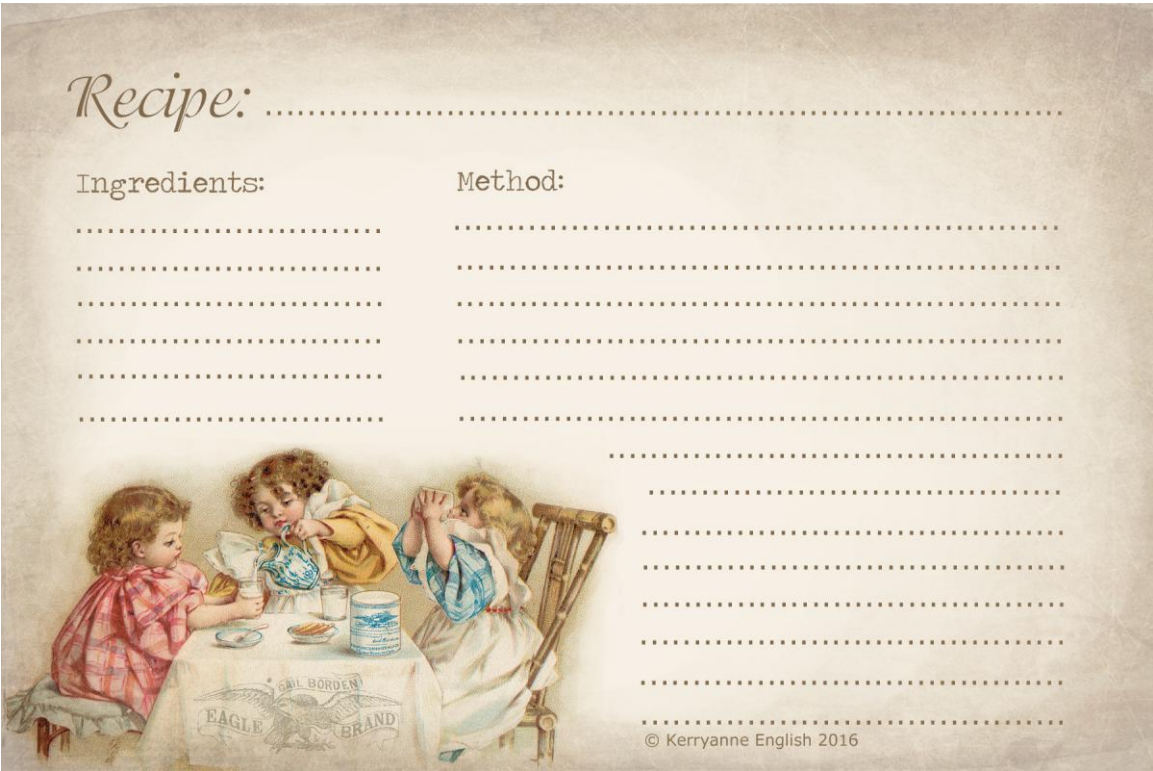 Recipe:
Ingredients:
Method:
GAIL BORDEN
EAGLE BRAND
© Kerryanne English 2016